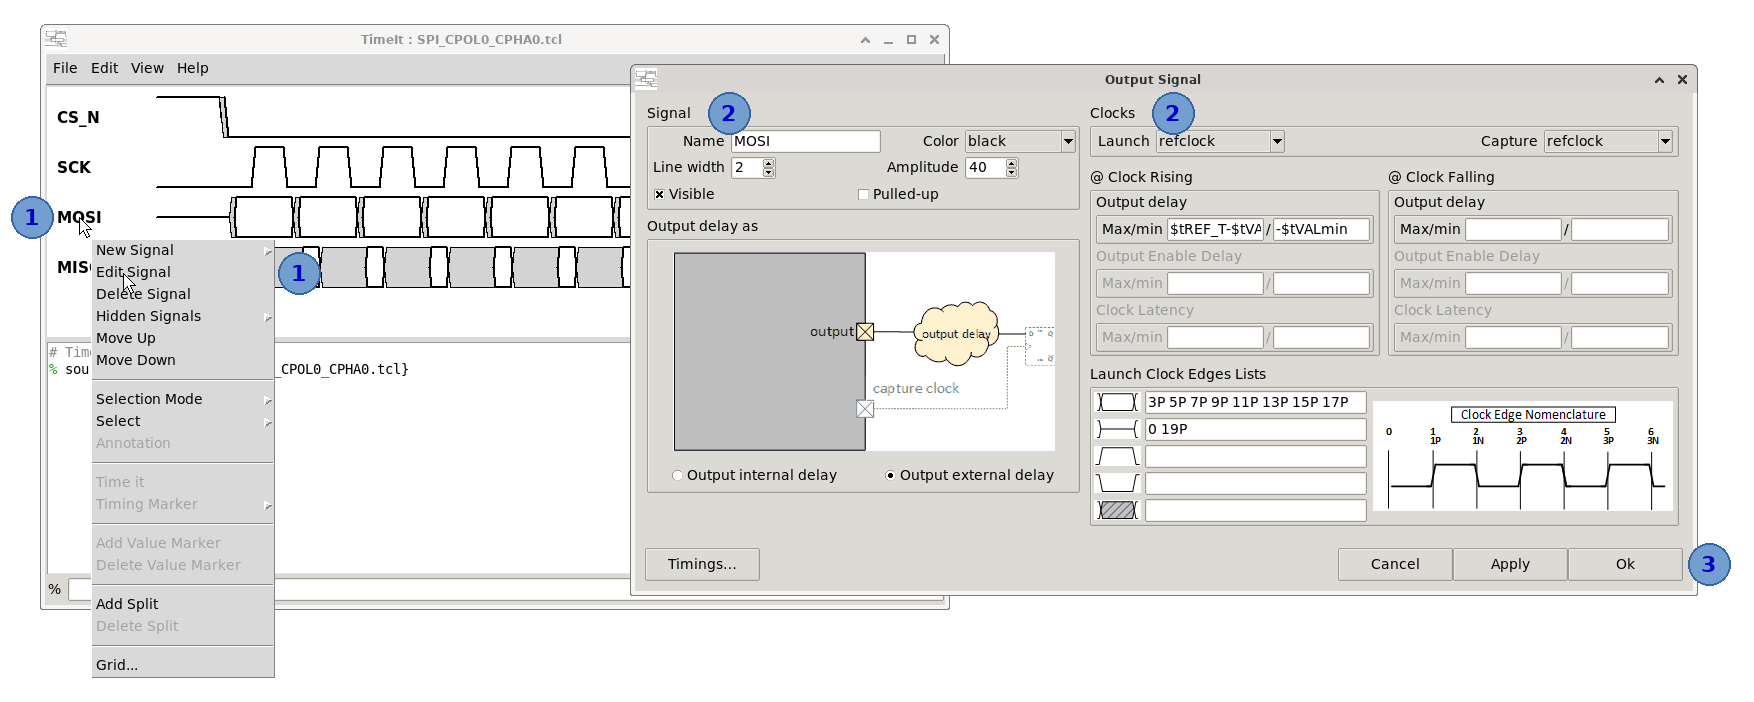 TimeIt : SPI_CPOL0_CPHA0.tcl
File Edit View Help
CS_N
SCK
1
MOSI
New Signal
Edit Signal
1
Delete Signal
Hidden Signals
Move Up
Move Down
Selection Mode
Select
Annotation
Time it
Timing Marker
Add Value Marker
Delete Value Marker
Add Split
Delete Split
Grid...
MIS
# Tim
% sou _CPOL0_CPHA0.tcl}
%
Output Signal
Signal 2
Name MOSI Color black
Line width 2 Amplitude 40
Visible Pulled-up
Output delay as
output
output delay
capture clock
Output internal delay Output external delay
Timings...
Clocks 2
Launch refclock Capture refclock
@ Clock Rising
Output delay
Max/min $tREF_T-$tVA / -$tVALmin
Output Enable Delay
Max/min /
Clock Latency
Max/min /
@ Clock Falling
Output delay
Max/min /
Output Enable Delay
Max/min /
Clock Latency
Max/min /
Launch Clock Edges Lists
3P 5P 7P 9P 11P 13P 15P 17P
0 19P
Clock Edge Nomenclature
0 1 2 3 4 5 6
1P 1N 2P 2N 3P 3N
Cancel Apply Ok 3